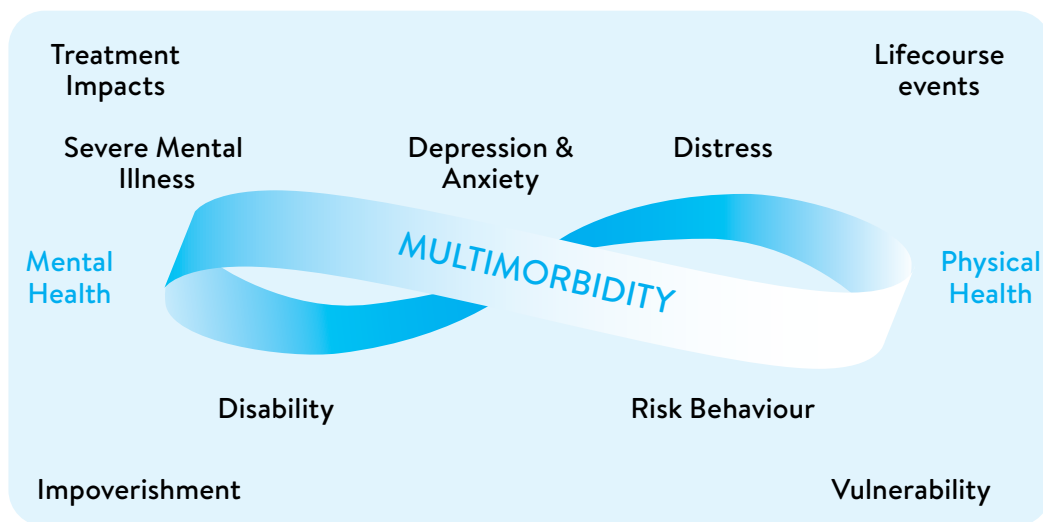 Treatment
Impacts
Lifecourse
events
Severe Mental
Illness
Depression &
Anxiety
Distress
Mental
Health
MULTIMORBIDITY
Physical
Health
Disability
Risk Behaviour
Impoverishment
Vulnerability